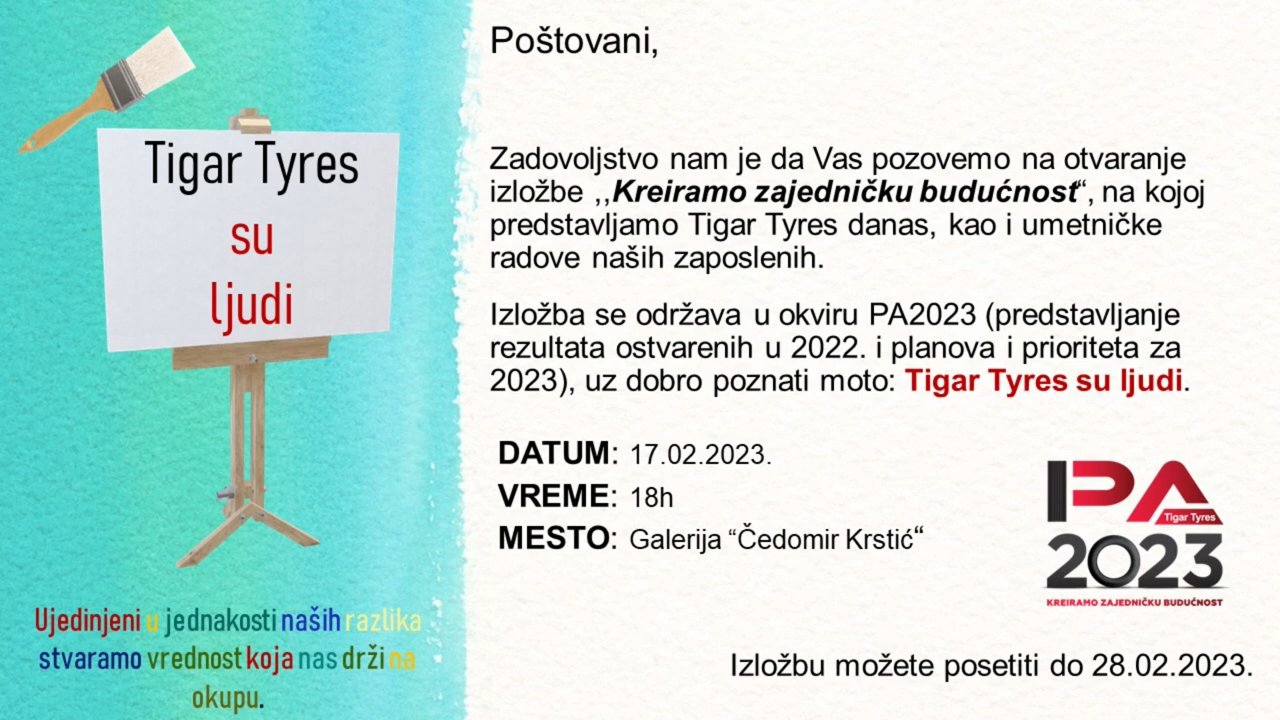 Tigar Tyres
su
ljudi
Ujedinjeni u jednakosti naših razlika
stvaramo vrednost koja nas drži na
okupu.
Poštovani,
Zadovoljstvo nam je da Vas pozovemo na otvaranje
izložbe ,,Kreiramo zajedničku budućnost“, na kojoj
predstavljamo Tigar Tyres danas, kao i umetničke
radove naših zaposlenih.
Izložba se održava u okviru PA2023 (predstavljanje
rezultata ostvarenih u 2022. i planova i prioriteta za
2023), uz dobro poznati moto: Tigar Tyres su ljudi.
DATUM: 17.02.2023.
VREME: 18h
MESTO: Galerija “Čedomir Krstić“
PA
Tigar Tyres
2023
KREIRAMO ZAJEDNIČKU BUDUĆNOST
Izložbu možete posetiti do 28.02.2023.